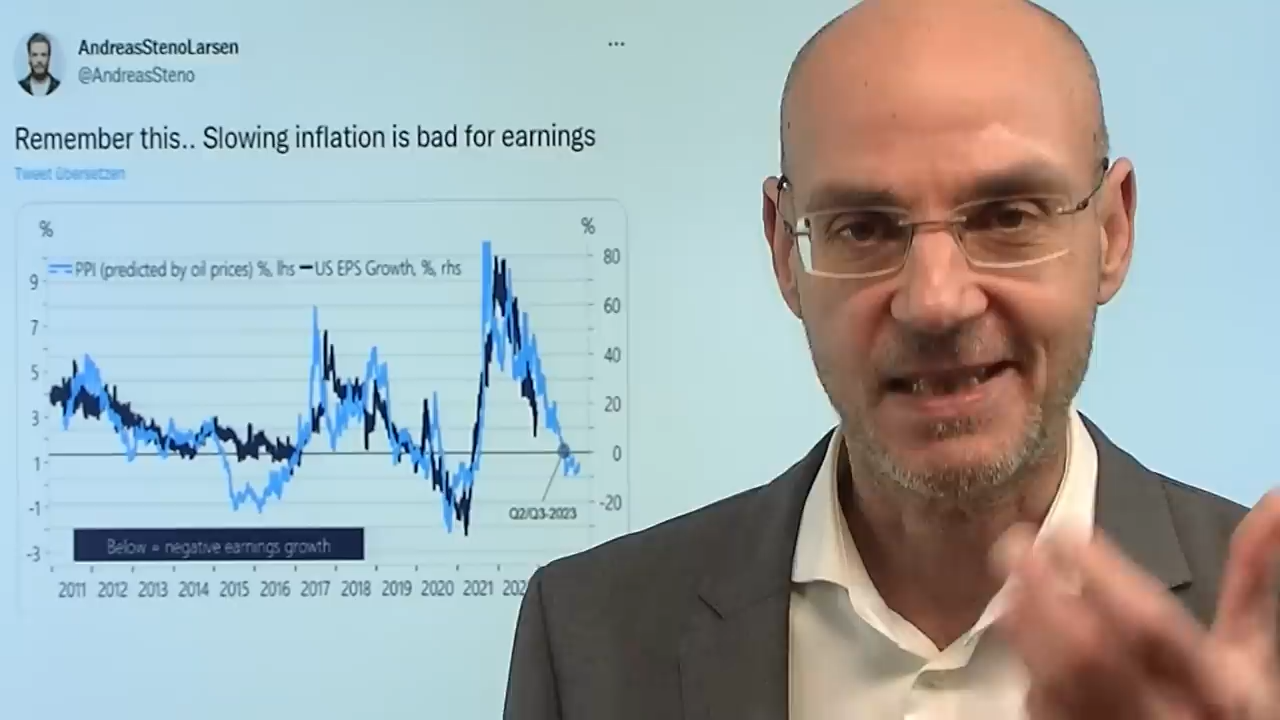 AndreasStenoLarsen
@AndreasSteno
Remember this.. Slowing inflation is bad for earnings
Tweet übersetzen
% %
PPI (predicted by oil prices) %, lhs US EPS Growth, %, rhs
80
9
60
7
40
5
20
3
0
1
-20
-1
Q2/Q3-2023
-3
Below = negative earnings growth
2011 2012 2013 2014 2015 2016 2017 2018 2019 2020 2021 202